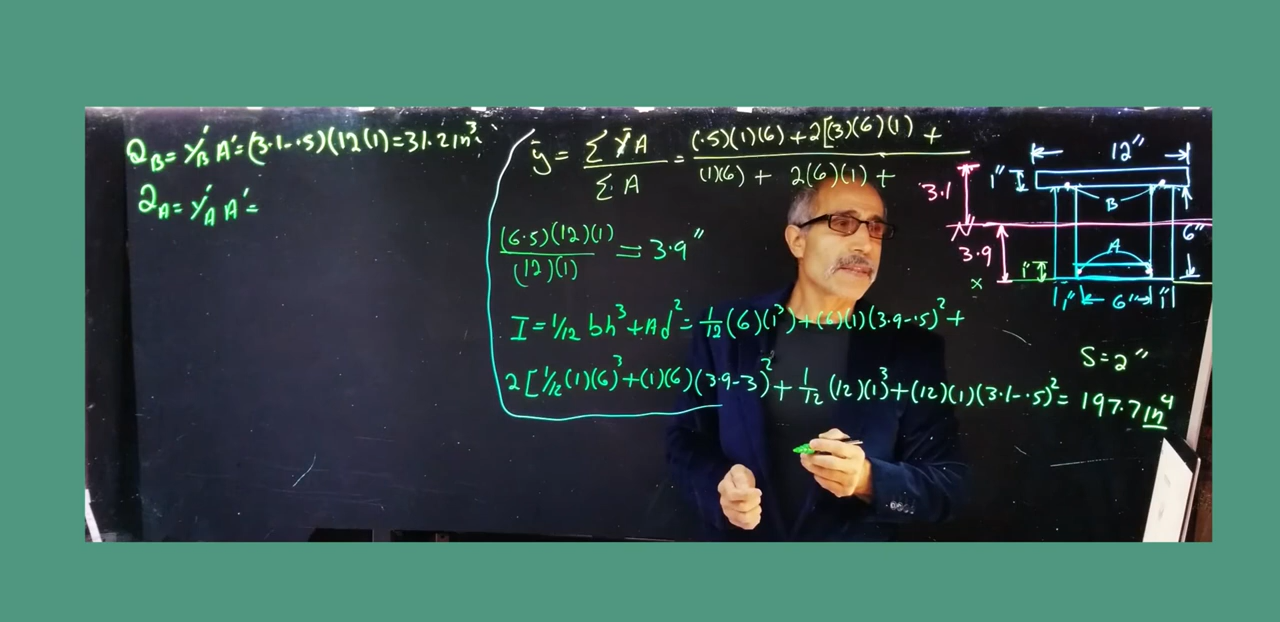 Q_B = y'_B A' = (3.1-.5)(12(1) = 31.2 in³
Q_A = y'_A A' =
ȳ = Σ ȳA / Σ A = (.5)(1)(6) + 2[(3)(6)(1) + / (1)(6) + 2(6)(1) +
(6.5)(12)(1) / (12)(1) = 3.9"
I = 1/12 bh³ + Ad² = 1/12 (6)(1³) + (6)(1)(3.9-.5)² +
2 [1/12 (1)(6)³ + (1)(6)(3.9-3)² + 1/12 (12)(1)³ + (12)(1)(3.1-.5)² = 197.7 in⁴
12"
1"
3.1
B
N
6"
3.9
A
1"
x
1" 6" 1"
S = 2"